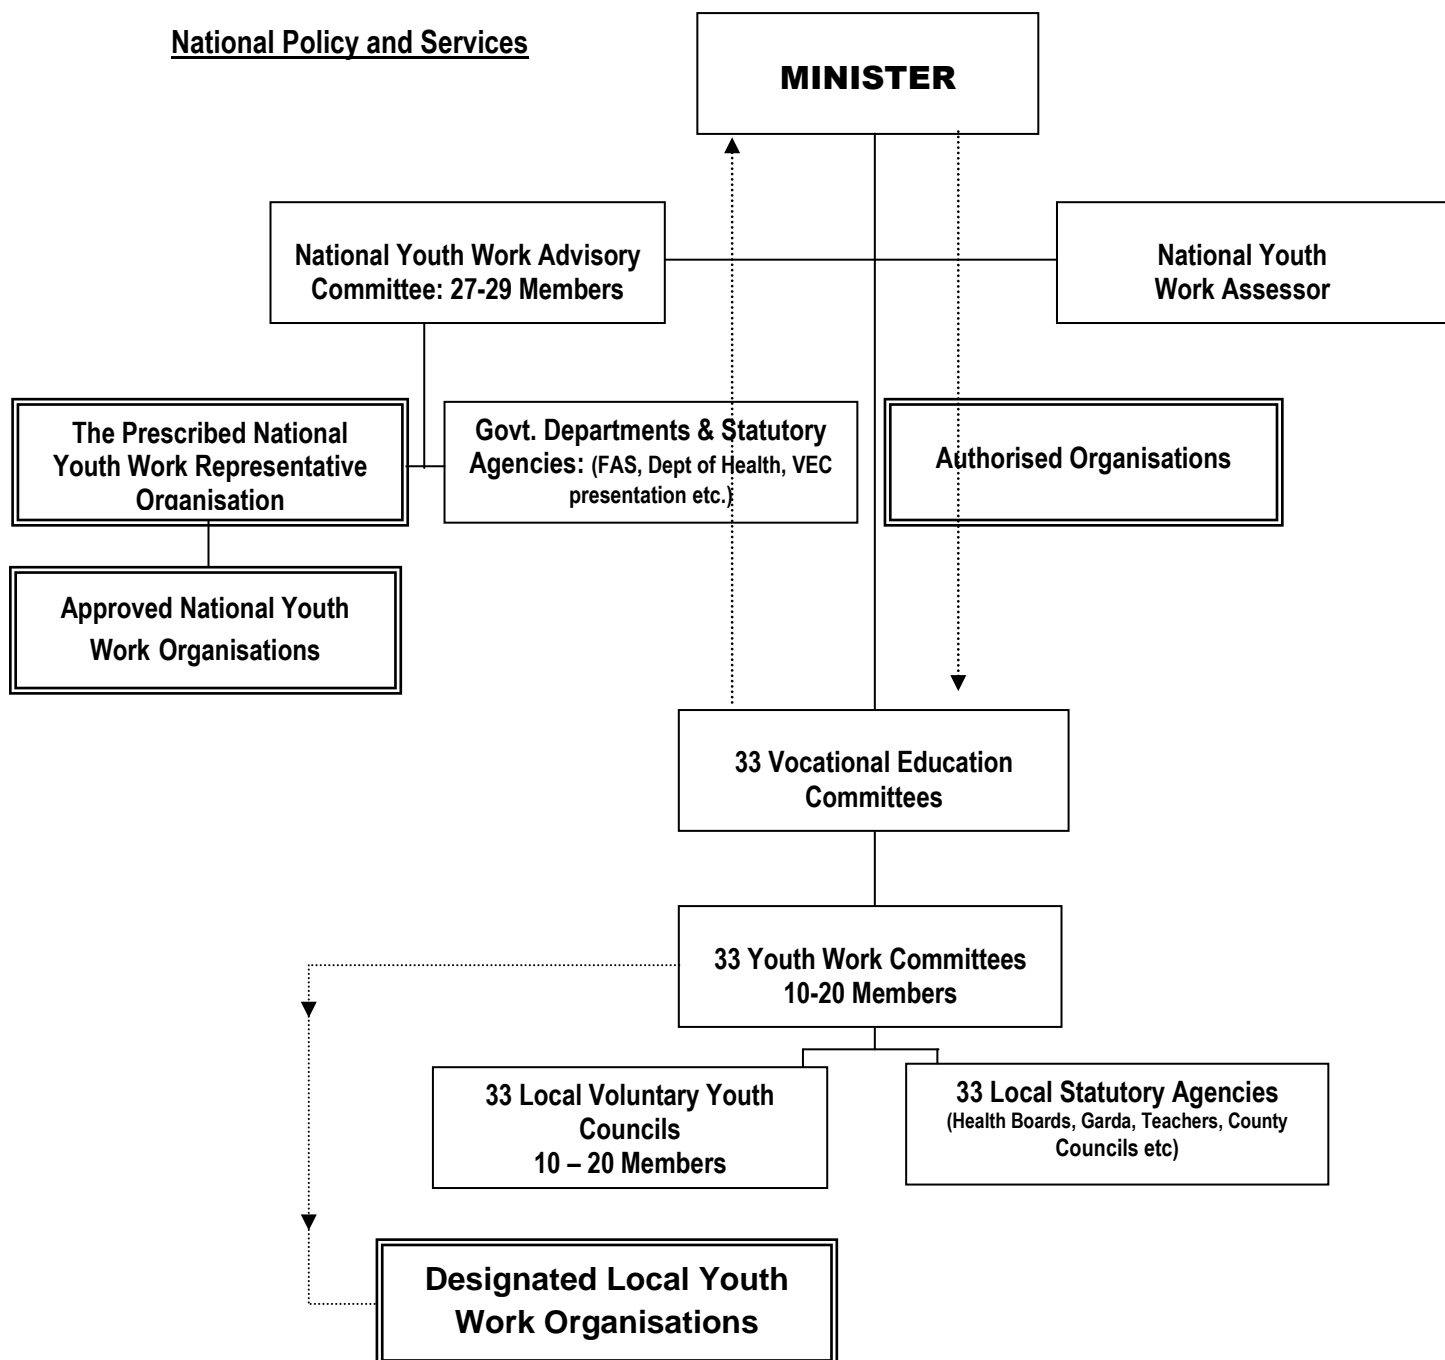 National Policy and Services
MINISTER
National Youth Work Advisory
Committee: 27-29 Members
National Youth
Work Assessor
The Prescribed National
Youth Work Representative
Organisation
Govt. Departments & Statutory
Agencies: (FAS, Dept of Health, VEC
presentation etc.)
Authorised Organisations
Approved National Youth
Work Organisations
33 Vocational Education
Committees
33 Youth Work Committees
10-20 Members
33 Local Voluntary Youth
Councils
10 – 20 Members
33 Local Statutory Agencies
(Health Boards, Garda, Teachers, County
Councils etc)
Designated Local Youth
Work Organisations